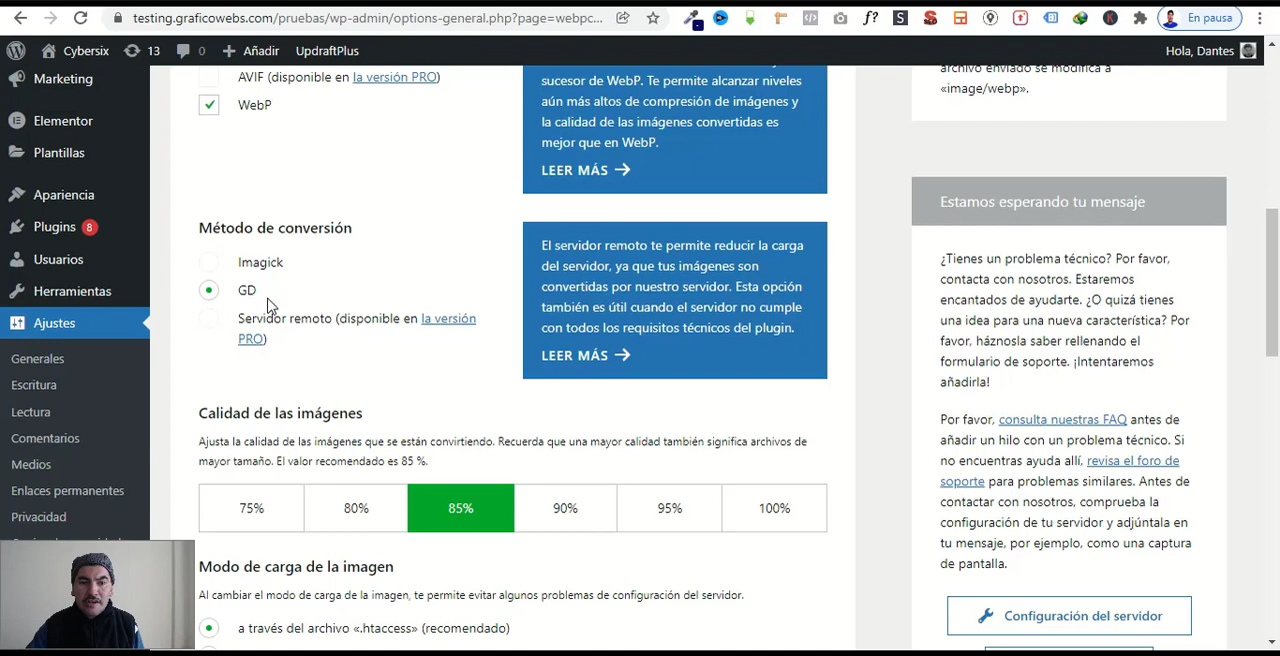 testing.graficowebs.com/pruebas/wp-admin/options-general.php?page=webpc...
En pausa
Cybersix
13
0
Añadir
UpdraftPlus
Hola, Dantes
Marketing
Elementor
Plantillas
Apariencia
Plugins 8
Usuarios
Herramientas
Ajustes
Generales
Escritura
Lectura
Comentarios
Medios
Enlaces permanentes
Privacidad
AVIF (disponible en la versión PRO)
WebP
sucesor de WebP. Te permite alcanzar niveles
aún más altos de compresión de imágenes y
la calidad de las imágenes convertidas es
mejor que en WebP.
LEER MÁS
Método de conversión
Imagick
GD
Servidor remoto (disponible en la versión
PRO)
El servidor remoto te permite reducir la carga
del servidor, ya que tus imágenes son
convertidas por nuestro servidor. Esta opción
también es útil cuando el servidor no cumple
con todos los requisitos técnicos del plugin.
LEER MÁS
Calidad de las imágenes
Ajusta la calidad de las imágenes que se están convirtiendo. Recuerda que una mayor calidad también significa archivos de
mayor tamaño. El valor recomendado es 85 %.
75%
80%
85%
90%
95%
100%
Modo de carga de la imagen
Al cambiar el modo de carga de la imagen, te permite evitar algunos problemas de configuración del servidor.
a través del archivo «.htaccess» (recomendado)
archivo enviado se modifica a
«image/webp».
Estamos esperando tu mensaje
¿Tienes un problema técnico? Por favor,
contacta con nosotros. Estaremos
encantados de ayudarte. ¿O quizá tienes
una idea para una nueva característica? Por
favor, háznosla saber rellenando el
formulario de soporte. ¡Intentaremos
añadirla!
Por favor, consulta nuestras FAQ antes de
añadir un hilo con un problema técnico. Si
no encuentras ayuda allí, revisa el foro de
soporte para problemas similares. Antes de
contactar con nosotros, comprueba la
configuración de tu servidor y adjúntala en
tu mensaje, por ejemplo, como una captura
de pantalla.
Configuración del servidor